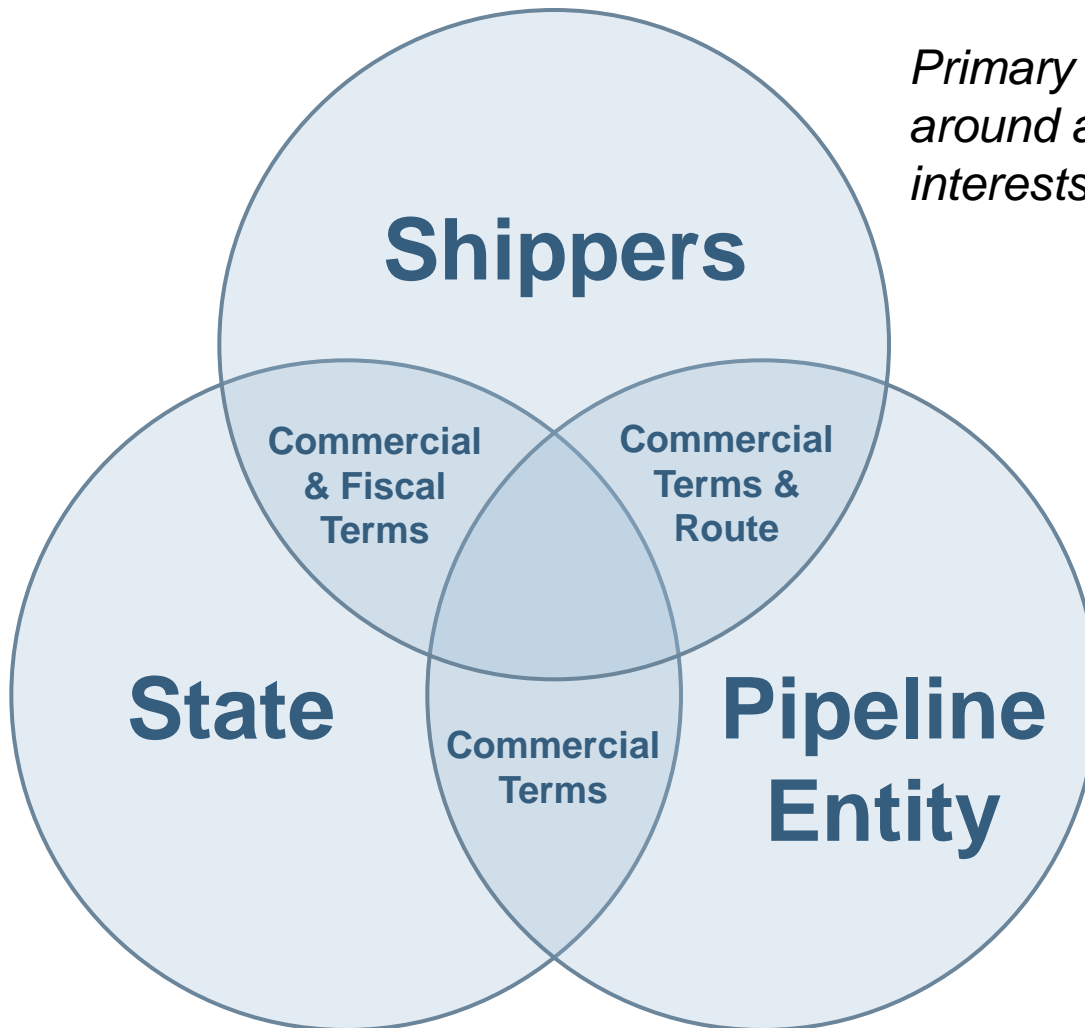 Primary
around a
interests
Shippers
Commercial
& Fiscal
Terms
Commercial
Terms &
Route
State
Pipeline
Entity
Commercial
Terms